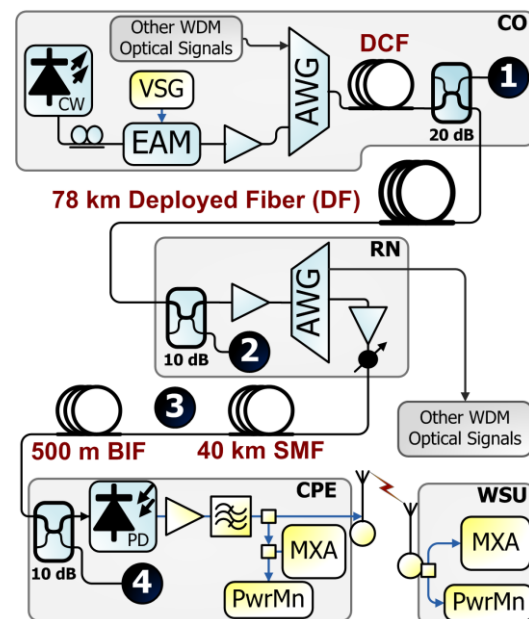 Other WDM
Optical Signals
DCF
CO
CW
VSG
EAM
AWG
1
20 dB
78 km Deployed Fiber (DF)
RN
AWG
10 dB
2
3
500 m BIF
40 km SMF
Other WDM
Optical Signals
CPE
WSU
PD
10 dB
4
MXA
PwrMn
MXA
PwrMn